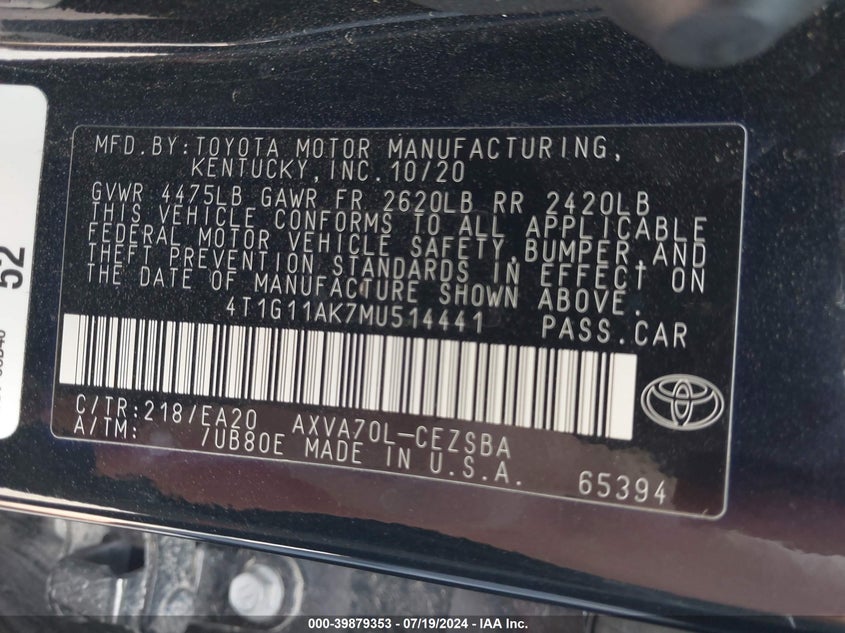 MFD.BY:TOYOTA MOTOR MANUFACTURING,
KENTUCKY, INC. 10/20
GVWR 4475LB GAWR FR 2620LB RR 2420LB
THIS VEHICLE CONFORMS TO ALL APPLICABLE
FEDERAL MOTOR VEHICLE SAFETY, BUMPER, AND
THEFT PREVENTION STANDARDS IN EFFECT ON
THE DATE OF MANUFACTURE SHOWN ABOVE.
4T1G11AK7MU514441 PASS.CAR
C/TR:218/EA20 AXVA70L-CEZSBA
A/TM: /UB80E MADE IN U.S.A.
65394
52
000-39879353 - 07/19/2024 - IAA Inc.